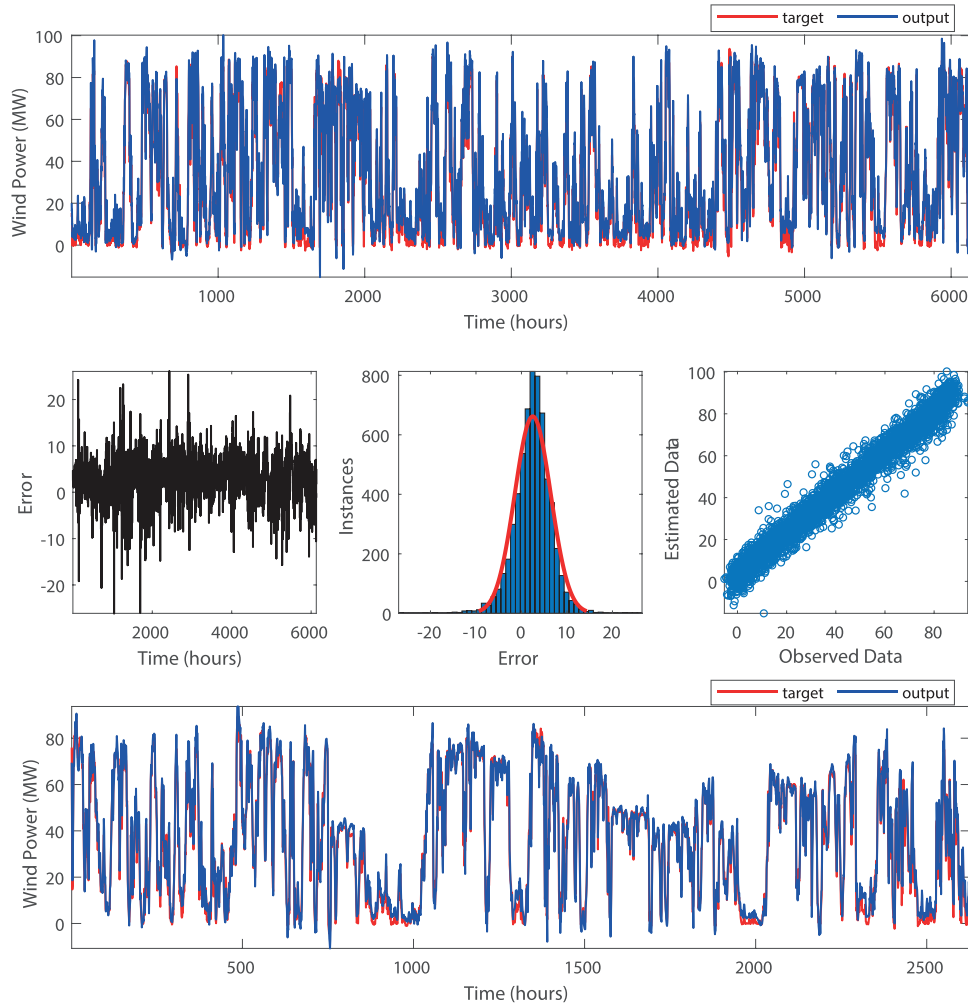 target output
100
80
60
40
20
0
Wind Power (MW)
1000 2000 3000 4000 5000 6000
Time (hours)
20
10
0
-10
-20
Error
2000 4000 6000
Time (hours)
800
600
400
200
0
Instances
-20 -10 0 10 20
Error
100
80
60
40
20
0
Estimated Data
0 20 40 60 80
Observed Data
target output
80
60
40
20
0
Wind Power (MW)
500 1000 1500 2000 2500
Time (hours)